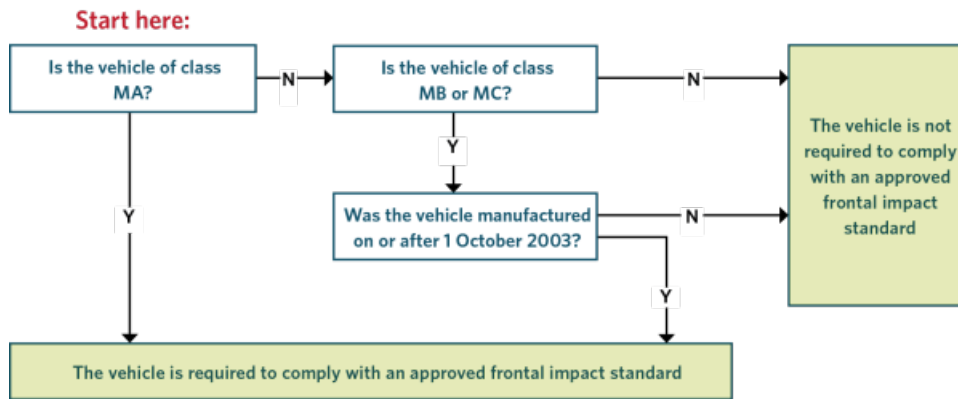 Start here:
Is the vehicle of class
MA?
N
Is the vehicle of class
MB or MC?
N
The vehicle is not
required to comply
with an approved
frontal impact
standard
Y
Y
Was the vehicle manufactured
on or after 1 October 2003?
N
Y
The vehicle is required to comply with an approved frontal impact standard